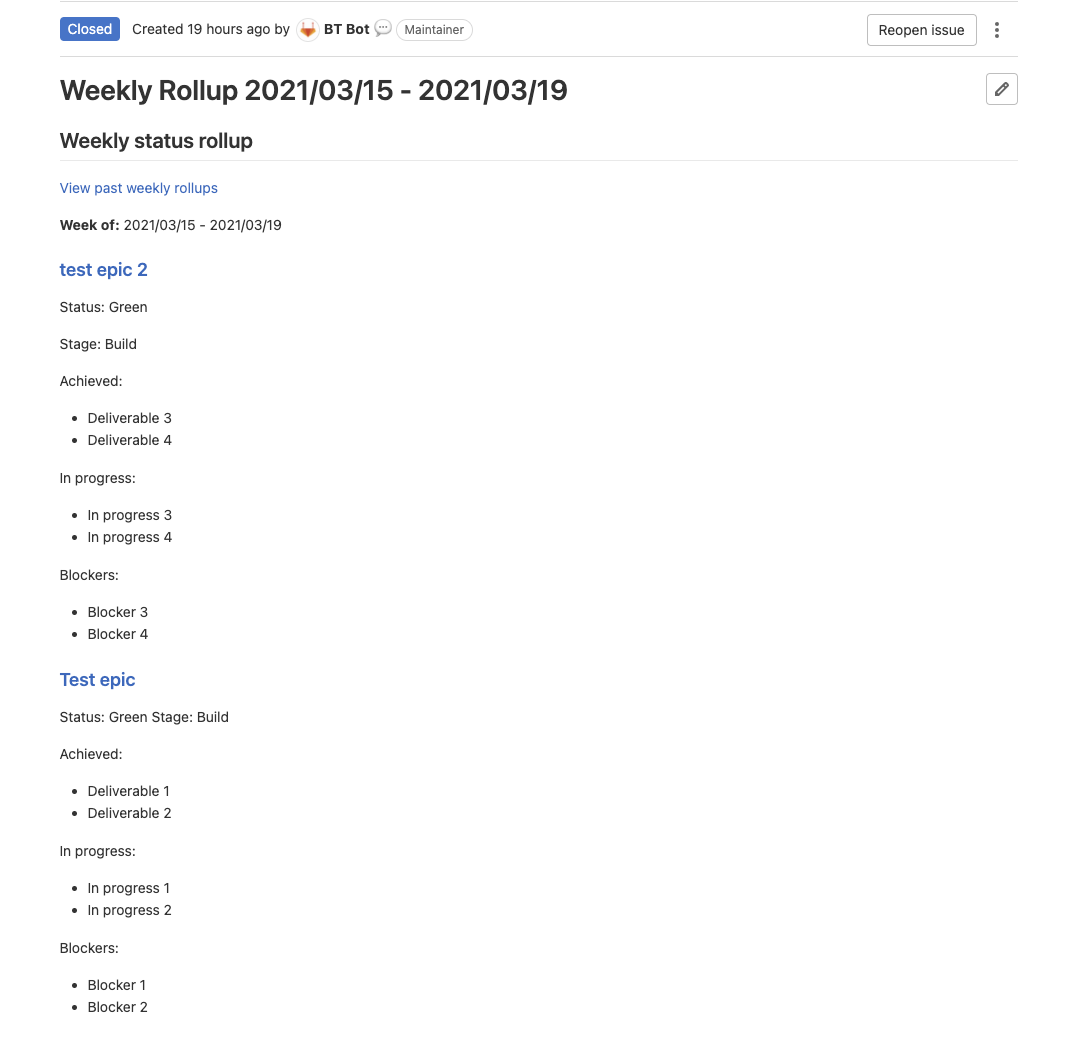 Closed Created 19 hours ago by BT Bot Maintainer Reopen issue
Weekly Rollup 2021/03/15 - 2021/03/19
Weekly status rollup
View past weekly rollups
Week of: 2021/03/15 - 2021/03/19
test epic 2
Status: Green
Stage: Build
Achieved:
• Deliverable 3
• Deliverable 4
In progress:
• In progress 3
• In progress 4
Blockers:
• Blocker 3
• Blocker 4
Test epic
Status: Green Stage: Build
Achieved:
• Deliverable 1
• Deliverable 2
In progress:
• In progress 1
• In progress 2
Blockers:
• Blocker 1
• Blocker 2